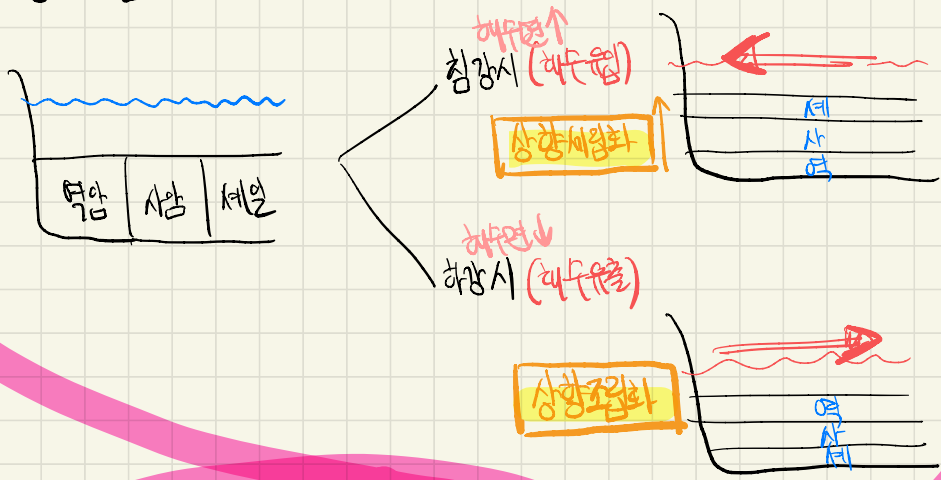 해수면↑
침강시 (해수유입)
상향세립화 ↑
세
사
역
역암 사암 셰일
해수면↓
하강시 (해수유출)
상향조립화
역
사
세